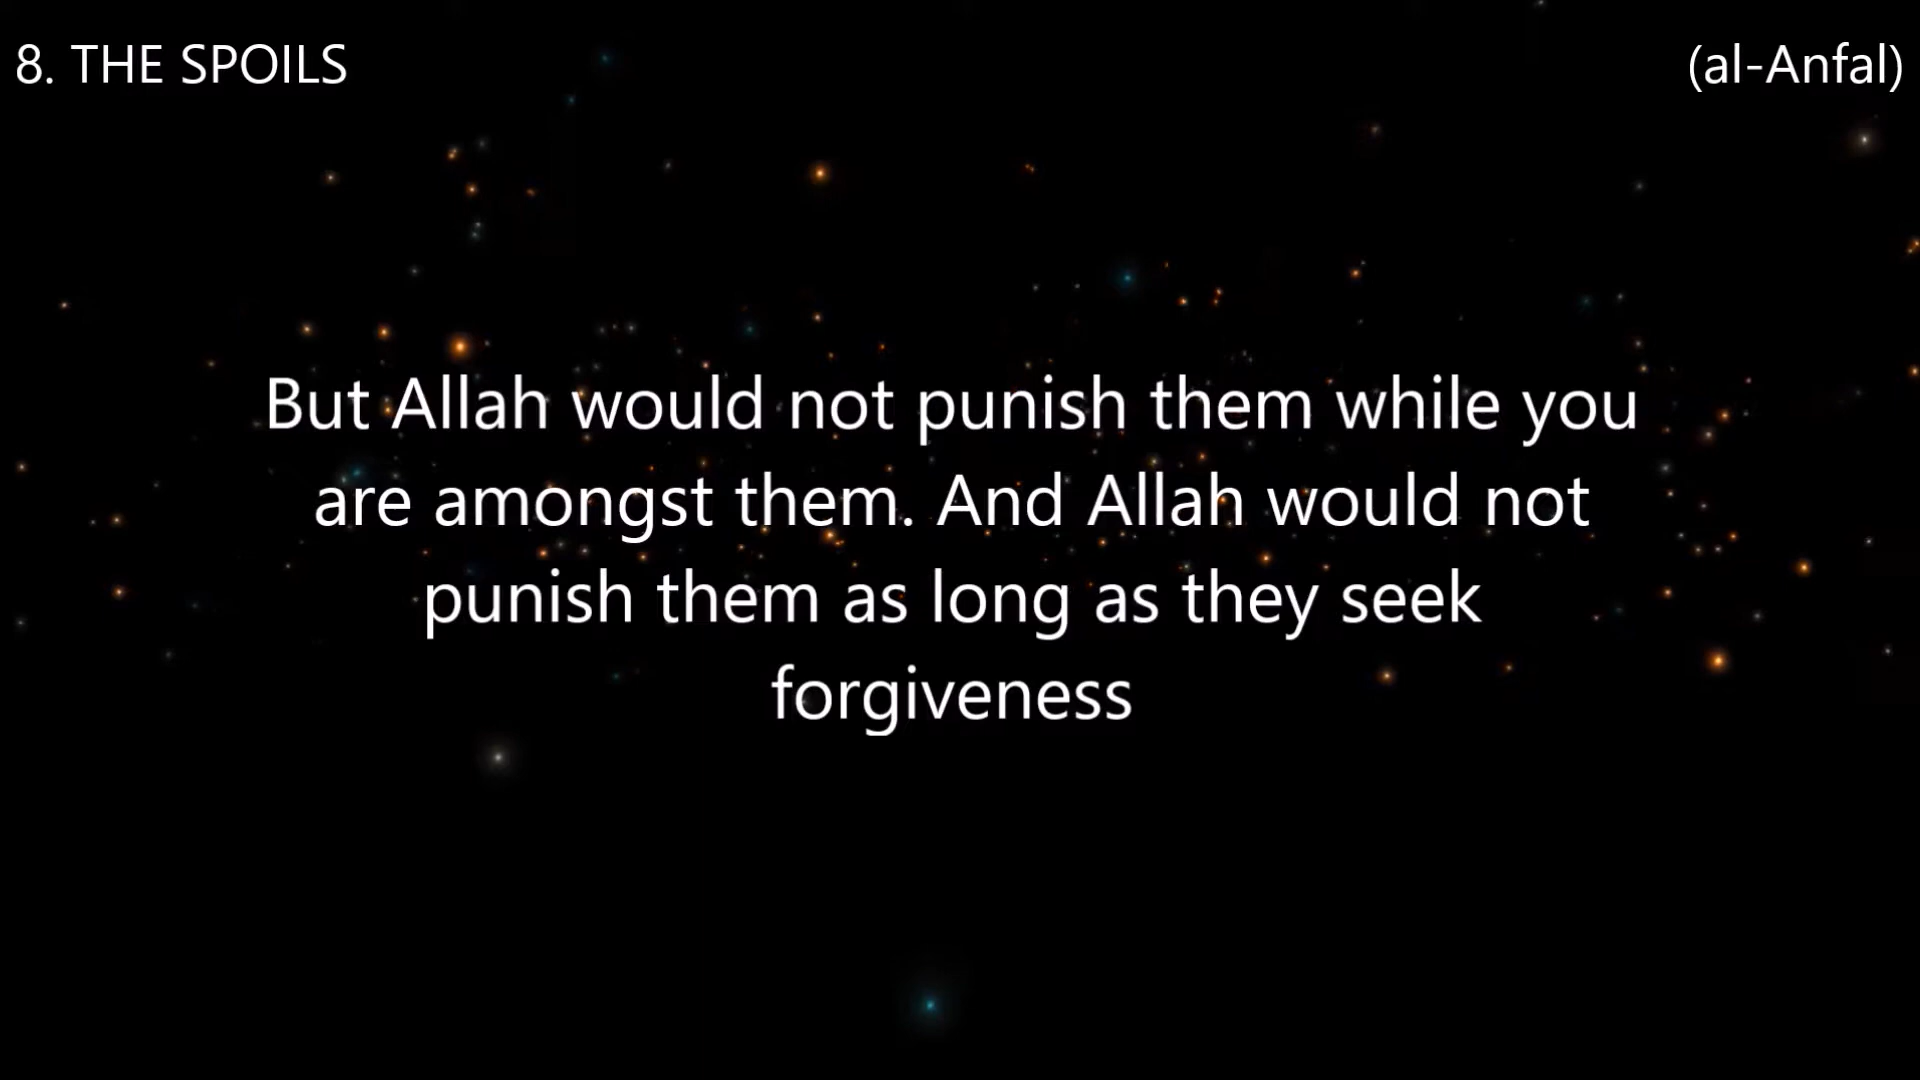 8. THE SPOILS
(al-Anfal)
But Allah would not punish them while you
are amongst them. And Allah would not
punish them as long as they seek
forgiveness